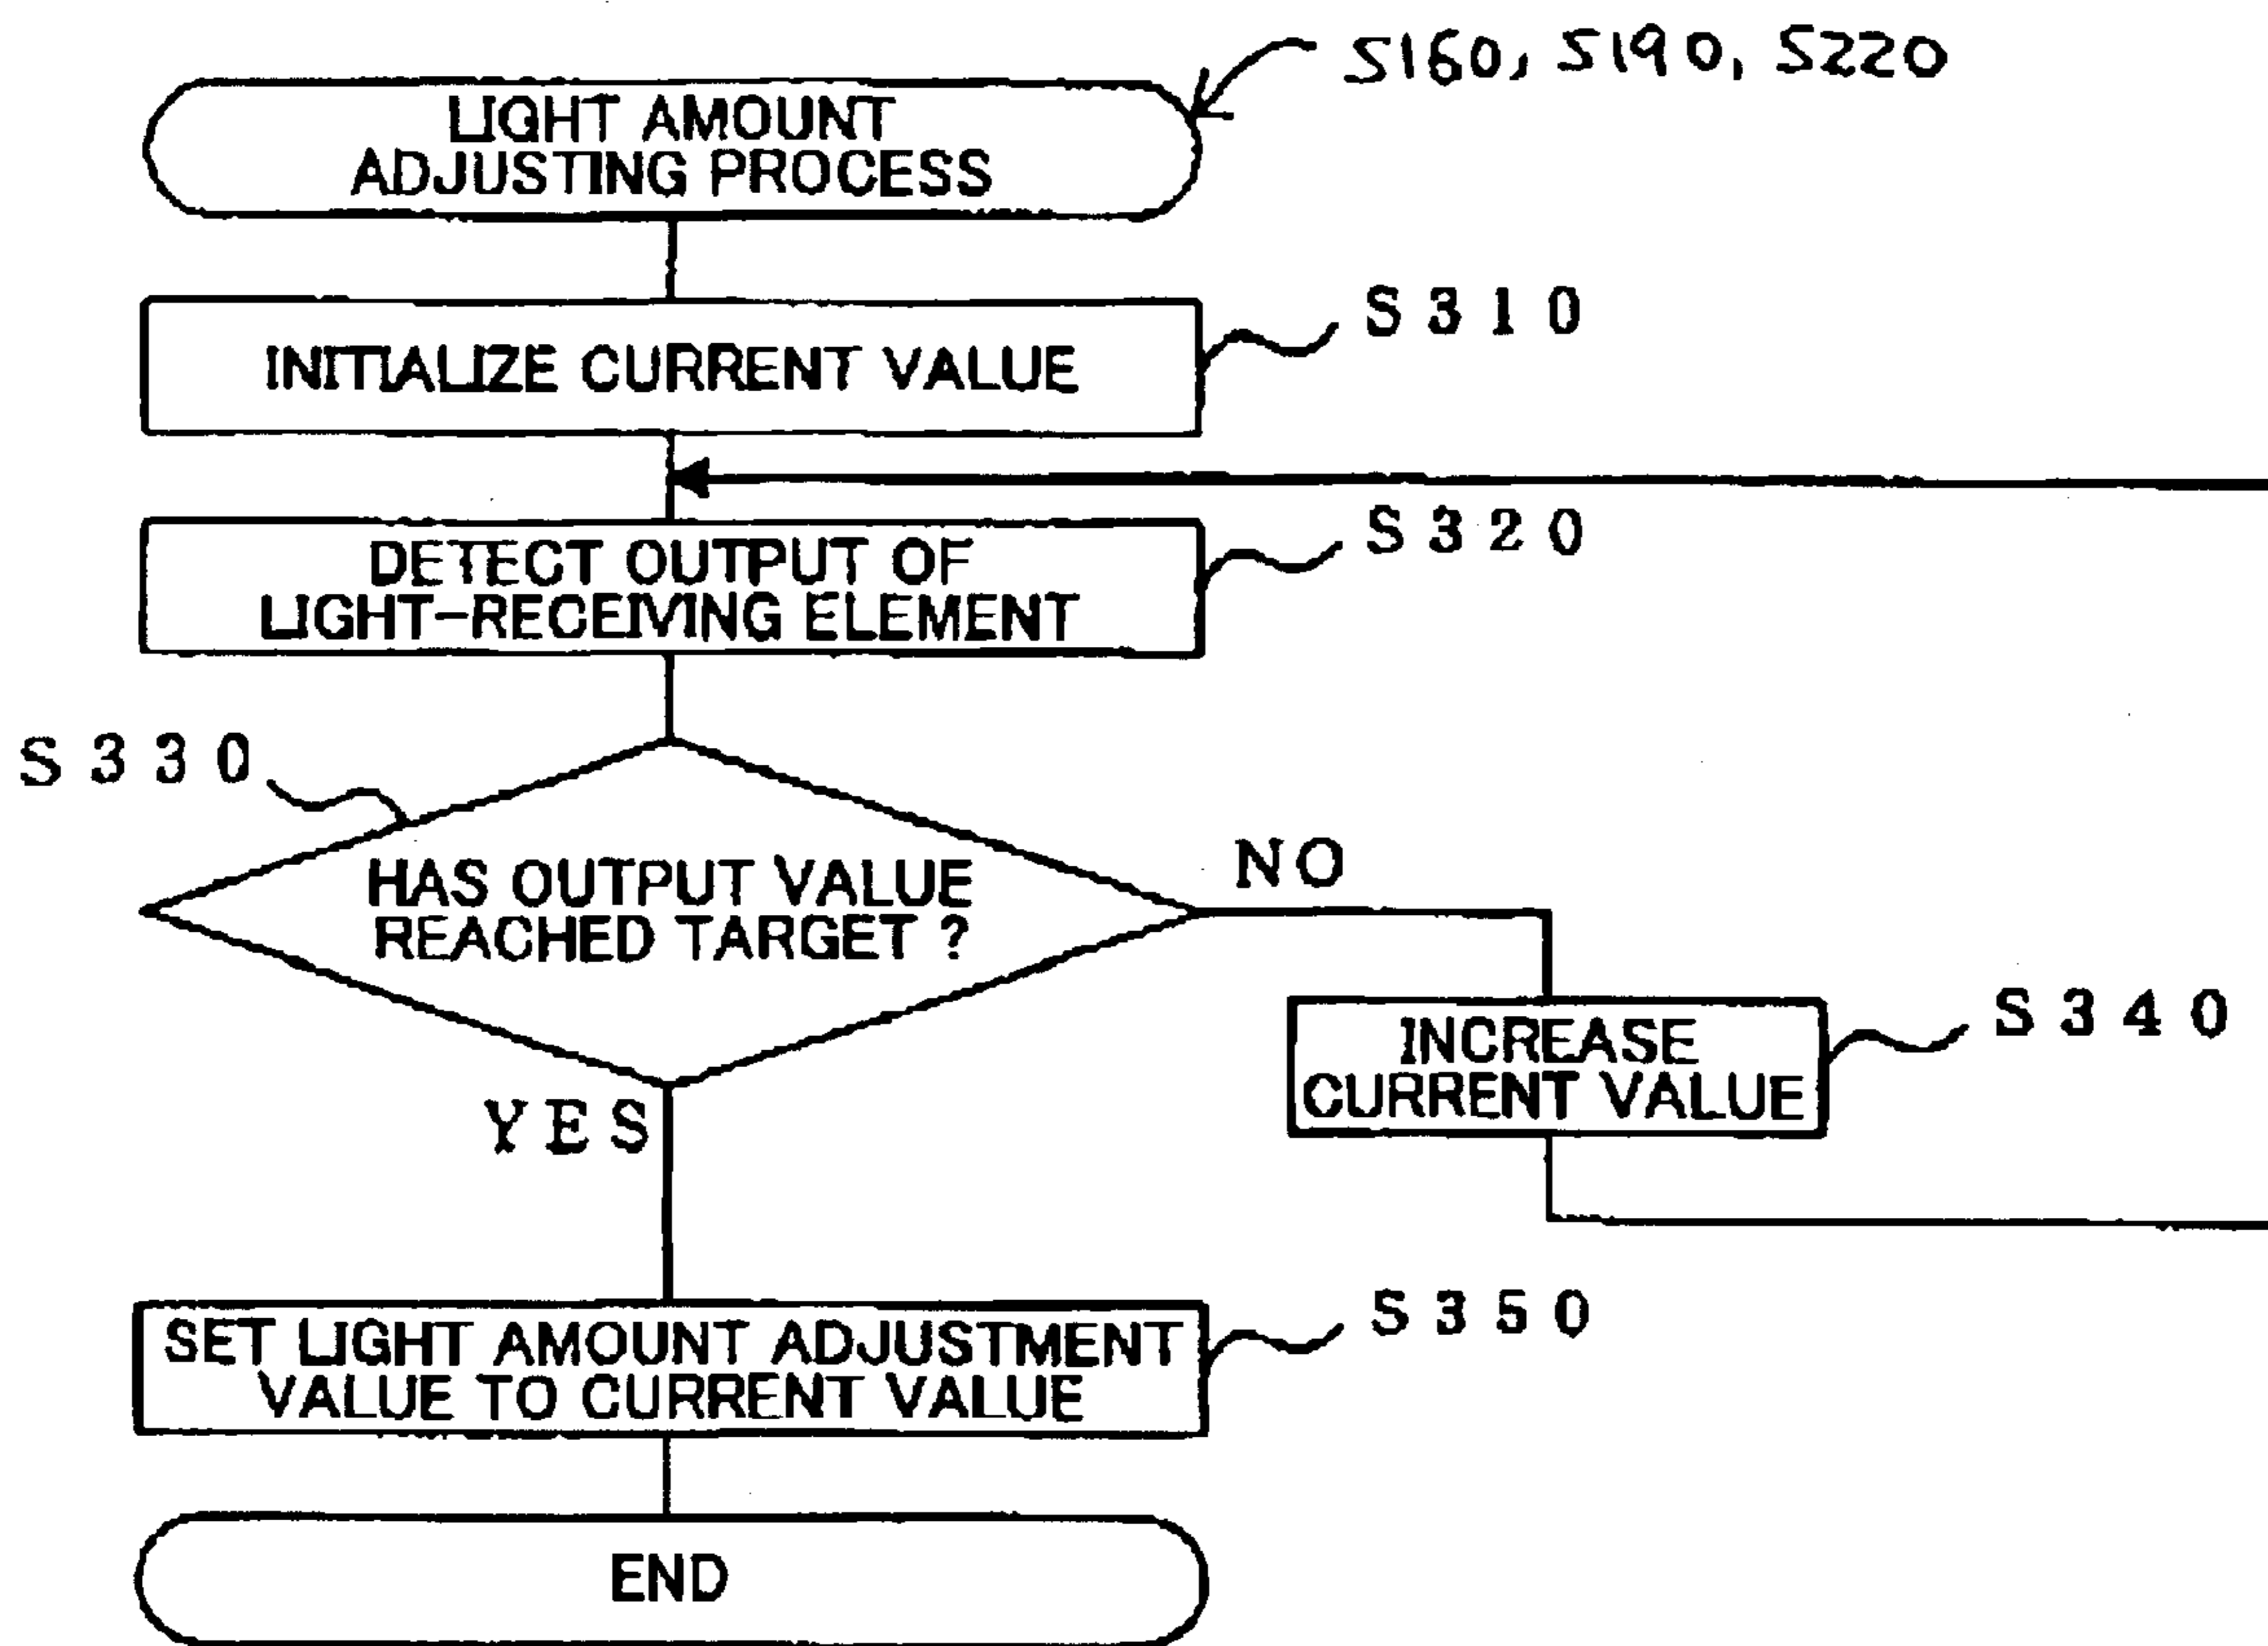 S160, S190, S220
LIGHT AMOUNT
ADJUSTING PROCESS
S310
INITIALIZE CURRENT VALUE
S320
DETECT OUTPUT OF
LIGHT-RECEIVING ELEMENT
S330
HAS OUTPUT VALUE
REACHED TARGET ?
NO
INCREASE
CURRENT VALUE
S340
YES
S350
SET LIGHT AMOUNT ADJUSTMENT
VALUE TO CURRENT VALUE
END